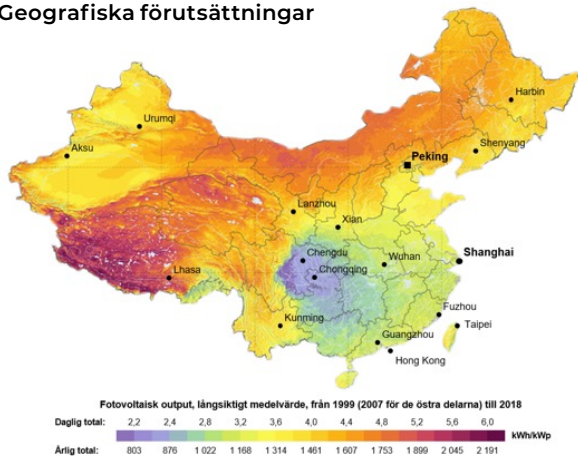 Geografiska förutsättningar
Harbin
Urumqi
Shenyang
Aksu
Peking
Lanzhou
Xian
Shanghai
Chengdu
Wuhan
Lhasa
Chongqing
Fuzhou
Kunming
Taipei
Guangzhou
Hong Kong
Fotovoltaisk output, långsiktigt medelvärde, från 1999 (2007 för de östra delarna) till 2018
Daglig total: 2,2 2,4 2,8 3,2 3,6 4,0 4,4 4,8 5,2 5,6 6,0
kWh/kWp
Årlig total: 803 876 1 022 1 168 1 314 1 461 1 607 1 753 1 899 2 045 2 191